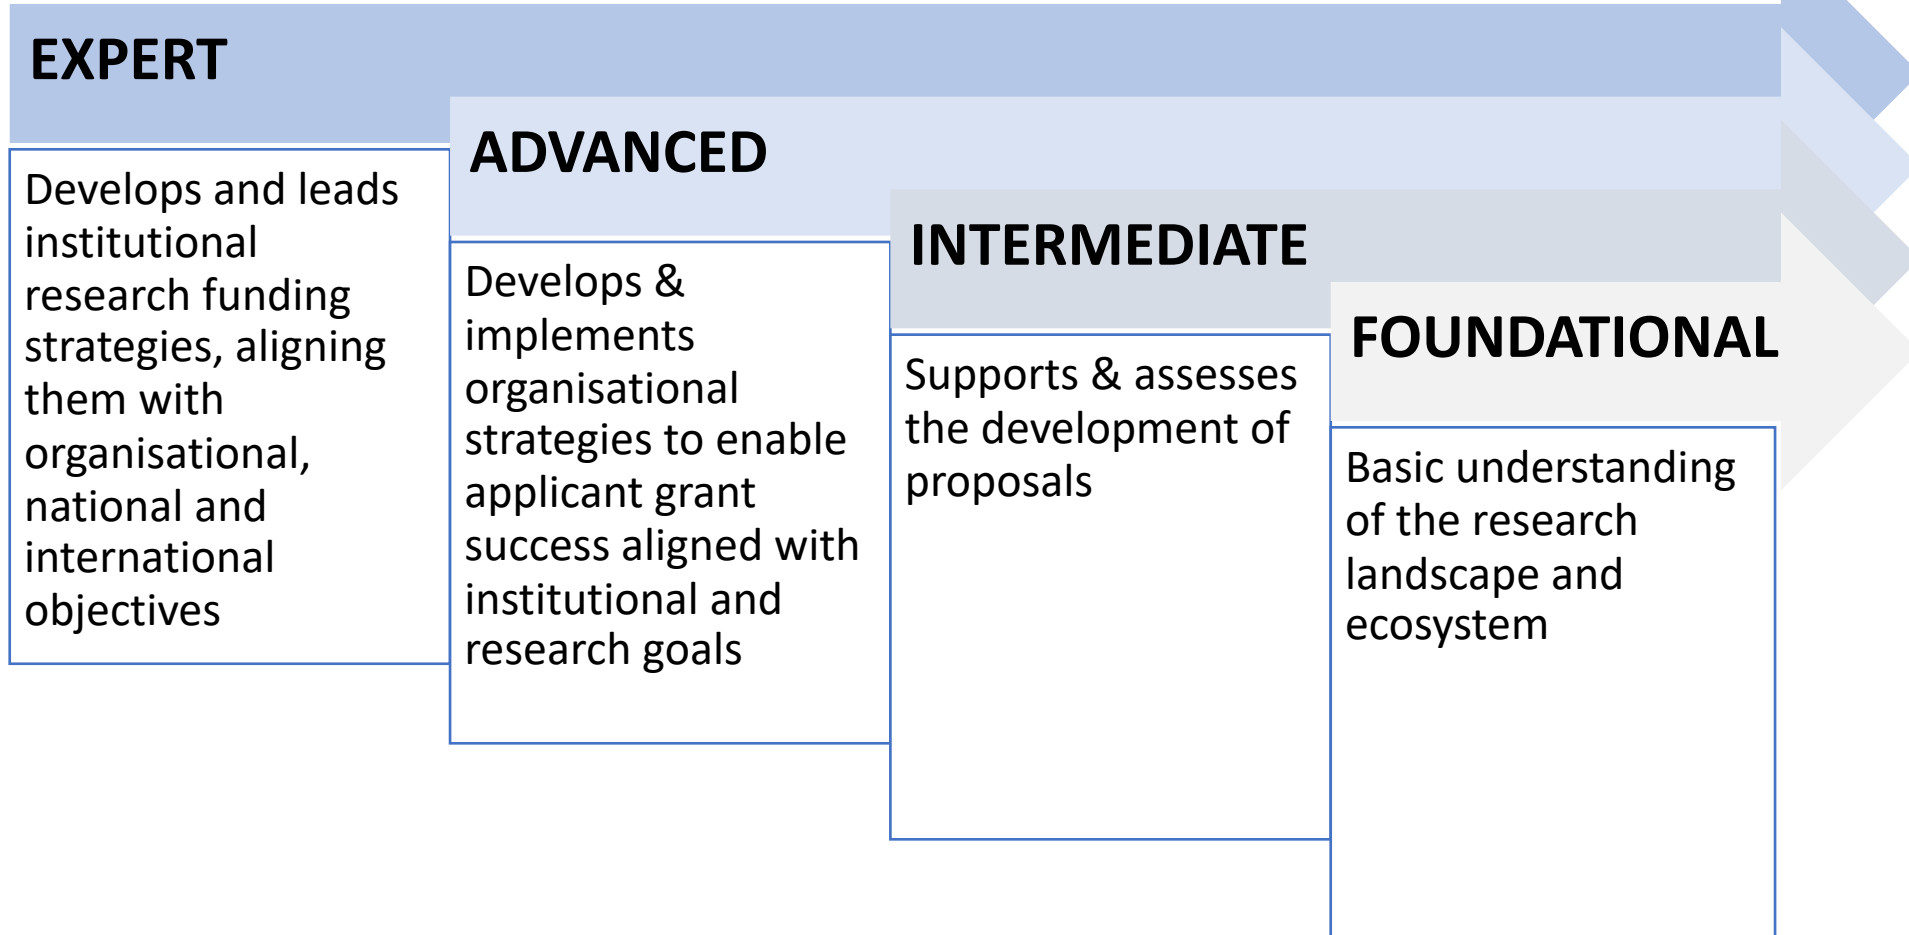 EXPERT
Develops and leads
institutional
research funding
strategies, aligning
them with
organisational,
national and
international
objectives
ADVANCED
Develops &
implements
organisational
strategies to enable
applicant grant
success aligned with
institutional and
research goals
INTERMEDIATE
Supports & assesses
the development of
proposals
FOUNDATIONAL
Basic understanding
of the research
landscape and
ecosystem